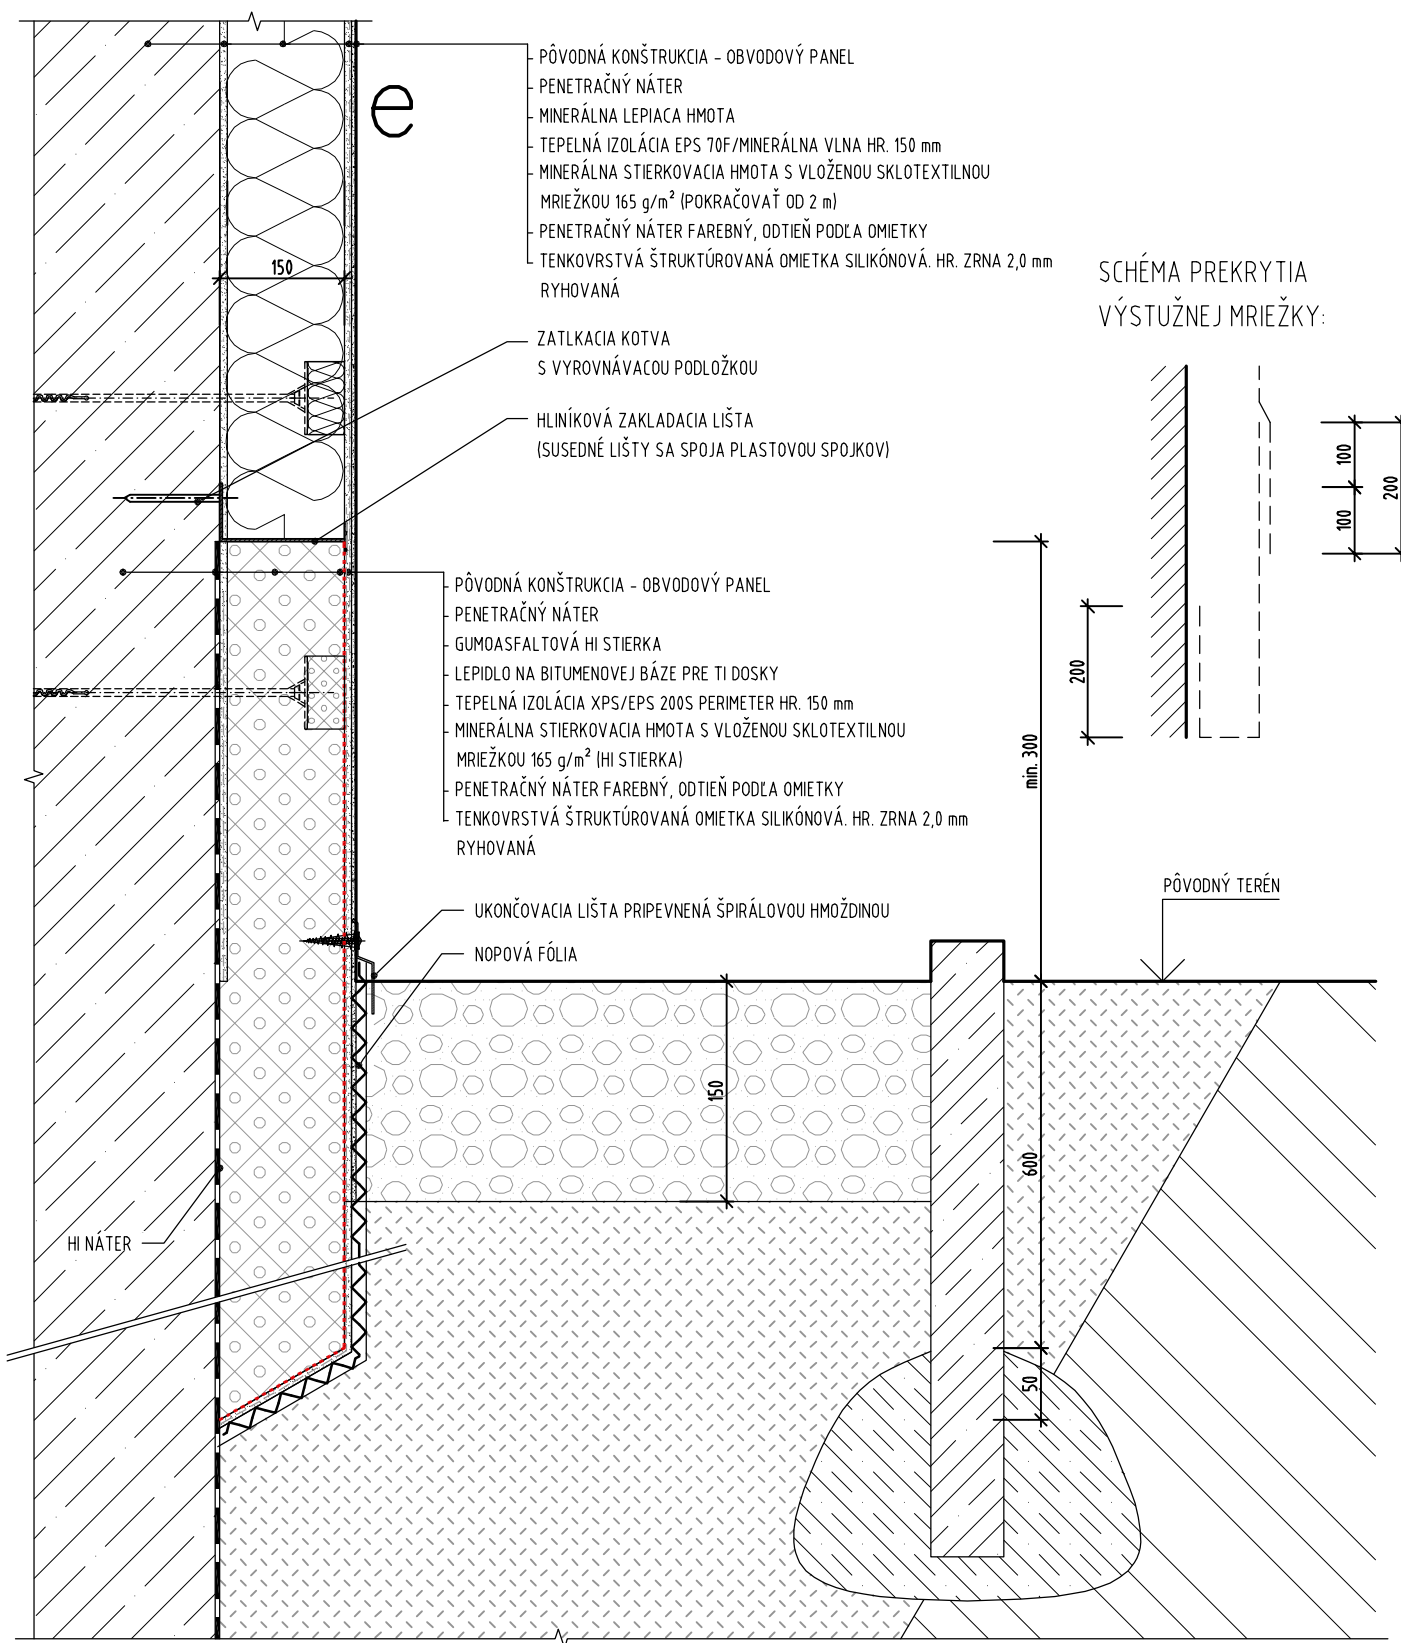 - PÔVODNÁ KONŠTRUKCIA - OBVODOVÝ PANEL
- PENETRAČNÝ NÁTER
- MINERÁLNA LEPIACA HMOTA
- TEPELNÁ IZOLÁCIA EPS 70F/MINERÁLNA VLNA HR. 150 mm
- MINERÁLNA STIERKOVACIA HMOTA S VLOŽENOU SKLOTEXTILNOU
MRIEŽKOU 165 g/m² (POKRAČOVAŤ OD 2 m)
- PENETRAČNÝ NÁTER FAREBNÝ, ODTIEŇ PODĽA OMIETKY
- TENKOVRSTVÁ ŠTRUKTÚROVANÁ OMIETKA SILIKÓNOVÁ. HR. ZRNA 2,0 mm
RYHOVANÁ
e
150
SCHÉMA PREKRYTIA
VÝSTUŽNEJ MRIEŽKY:
ZATLKACIA KOTVA
S VYROVNÁVACOU PODLOŽKOU
HLINÍKOVÁ ZAKLADACIA LIŠTA
(SUSEDNÉ LIŠTY SA SPOJA PLASTOVOU SPOJKOV)
100
100
200
200
- PÔVODNÁ KONŠTRUKCIA - OBVODOVÝ PANEL
- PENETRAČNÝ NÁTER
- GUMOASFALTOVÁ HI STIERKA
- LEPIDLO NA BITUMENOVEJ BÁZE PRE TI DOSKY
- TEPELNÁ IZOLÁCIA XPS/EPS 200S PERIMETER HR. 150 mm
- MINERÁLNA STIERKOVACIA HMOTA S VLOŽENOU SKLOTEXTILNOU
MRIEŽKOU 165 g/m² (HI STIERKA)
- PENETRAČNÝ NÁTER FAREBNÝ, ODTIEŇ PODĽA OMIETKY
- TENKOVRSTVÁ ŠTRUKTÚROVANÁ OMIETKA SILIKÓNOVÁ. HR. ZRNA 2,0 mm
RYHOVANÁ
min. 300
PÔVODNÝ TERÉN
UKONČOVACIA LIŠTA PRIPEVNENÁ ŠPIRÁLOVOU HMOŽDINOU
NOPOVÁ FÓLIA
150
600
HI NÁTER
50